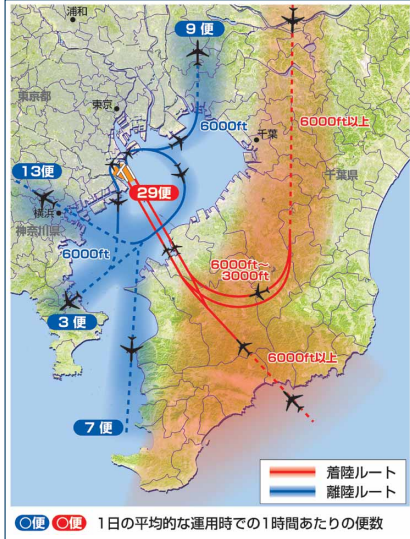 浦和
9便
東京都
東京
6000ft
6000ft以上
千葉
13便
千葉県
29便
横浜
神奈川県
6000ft
6000ft～
3000ft
3便
6000ft以上
7便
着陸ルート
離陸ルート
○便 ○便 1日の平均的な運用時での1時間あたりの便数